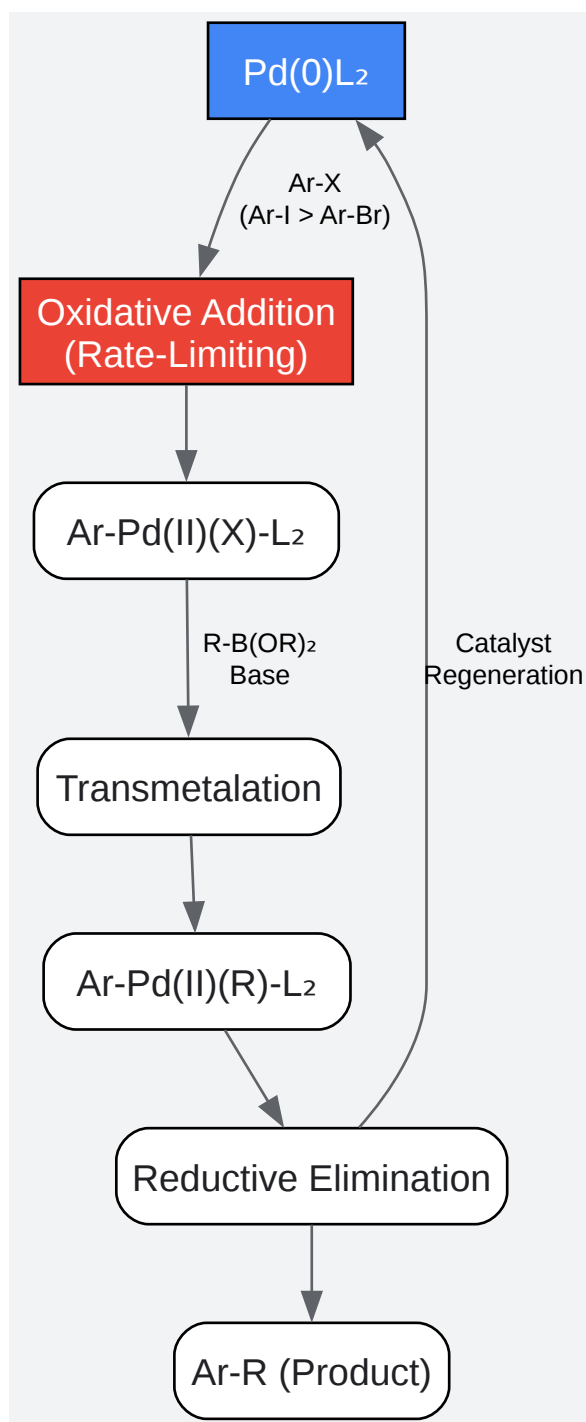 Pd(0)L₂
Ar-X
(Ar-I > Ar-Br)
Oxidative Addition
(Rate-Limiting)
Ar-Pd(II)(X)-L₂
R-B(OR)₂
Base
Catalyst
Regeneration
Transmetalation
Ar-Pd(II)(R)-L₂
Reductive Elimination
Ar-R (Product)